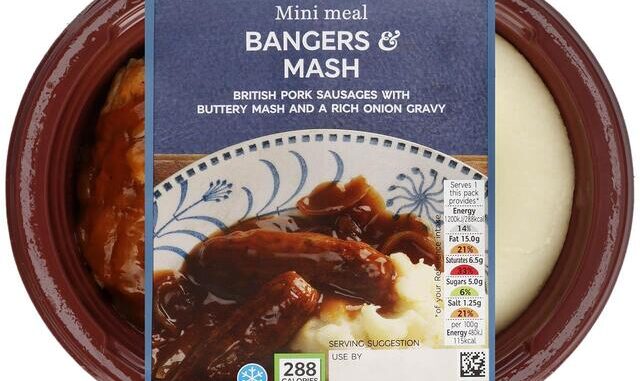 Mini meal
BANGERS &
MASH
BRITISH PORK SAUSAGES WITH
BUTTERY MASH AND A RICH ONION GRAVY
Serves 1
this pack
provides*
Energy
1200kJ/288kcal
14%
Fat 15.0g
21%
Saturates 6.5g
33%
Sugars 5.0g
6%
Salt 1.25g
21%
per 100g
Energy 480kJ
115kcal
*of your Reference Intake
SERVING SUGGESTION
USE BY
288
CALORIES